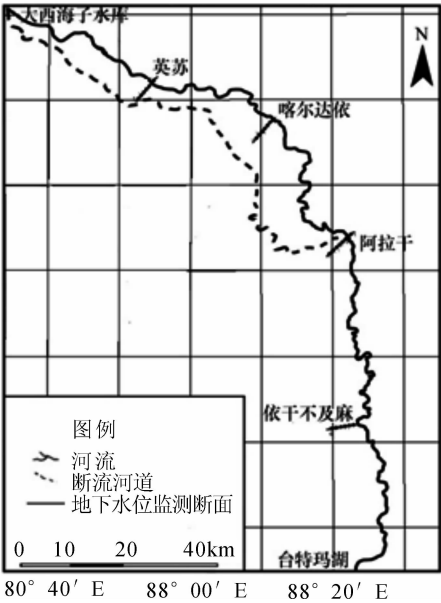 大西海子水库
N
英苏
喀尔达依
阿拉干
依干不及麻
图例
河流
断流河道
地下水位监测断面
0 10 20 40km
台特玛湖
80° 40′ E 88° 00′ E 88° 20′ E